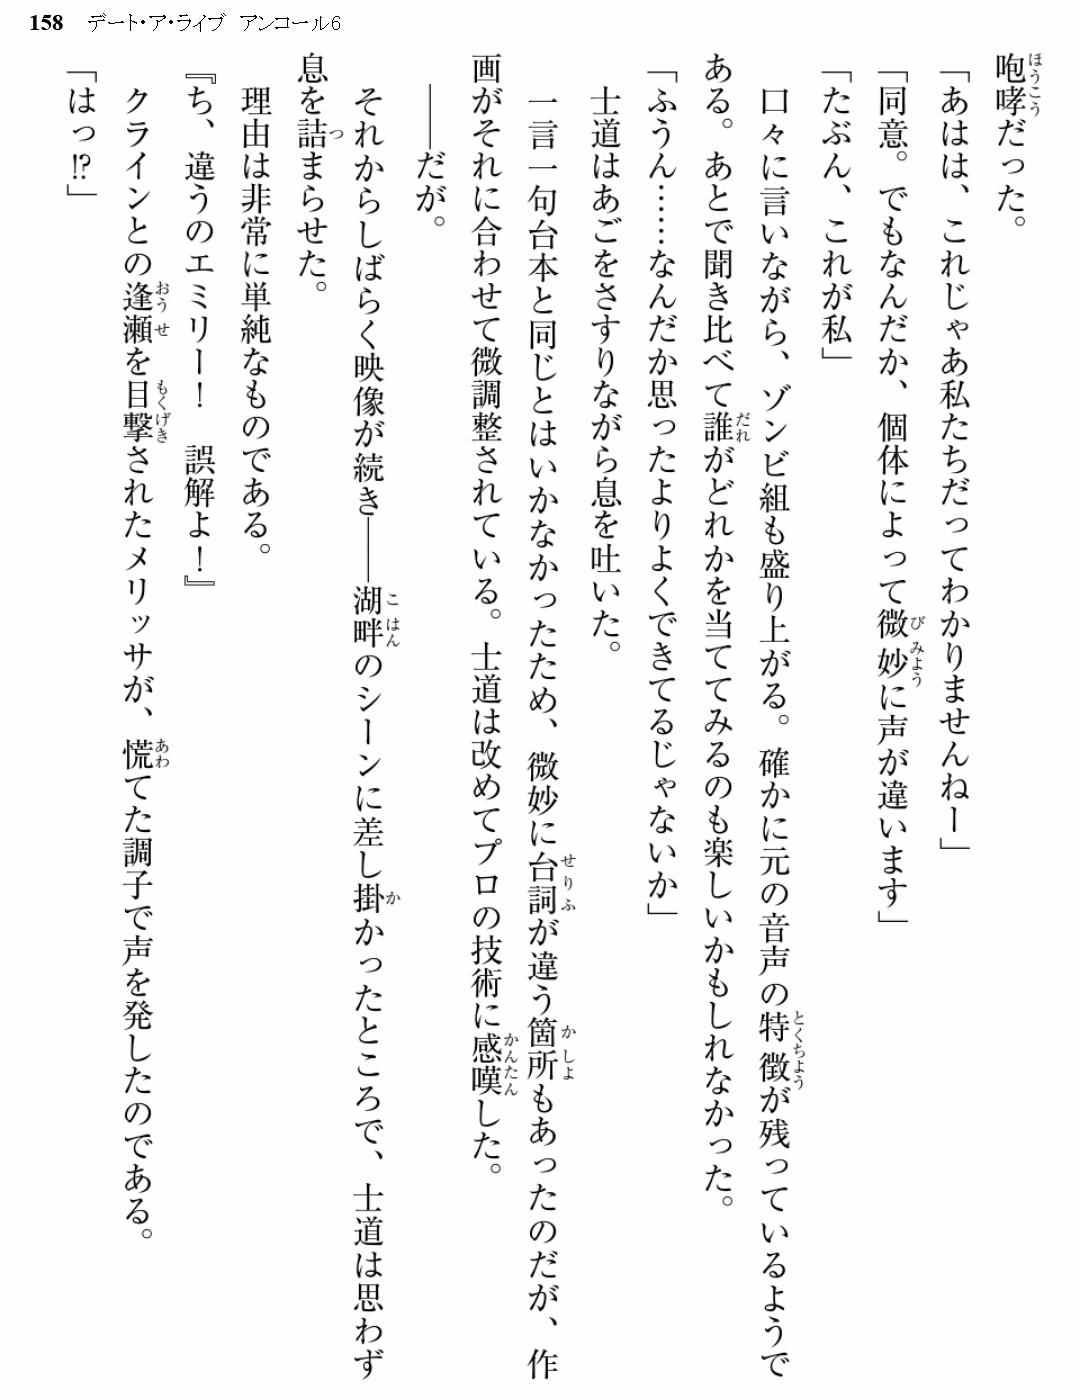 158 デート・ア・ライブ アンコール6
咆哮だった。
「あはは、これじゃあ私たちだってわかりませんねー」
「同意。でもなんだか、個体によって微妙に声が違います」
「たぶん、これが私」
口々に言いながら、ゾンビ組も盛り上がる。確かに元の音声の特徴が残っているようで
ある。あとで聞き比べて誰がどれかを当ててみるのも楽しいかもしれなかった。
「ふうん……なんだか思ったよりよくできてるじゃないか」
士道はあごをさすりながら息を吐いた。
一言一句台本と同じとはいかなかったため、微妙に台詞が違う箇所もあったのだが、作
画がそれに合わせて微調整されている。士道は改めてプロの技術に感嘆した。
――だが。
それからしばらく映像が続き――湖畔のシーンに差し掛かったところで、士道は思わず
息を詰まらせた。
理由は非常に単純なものである。
『ち、違うのエミリー！　誤解よ！』
クラインとの逢瀬を目撃されたメリッサが、慌てた調子で声を発したのである。
「はっ!?」